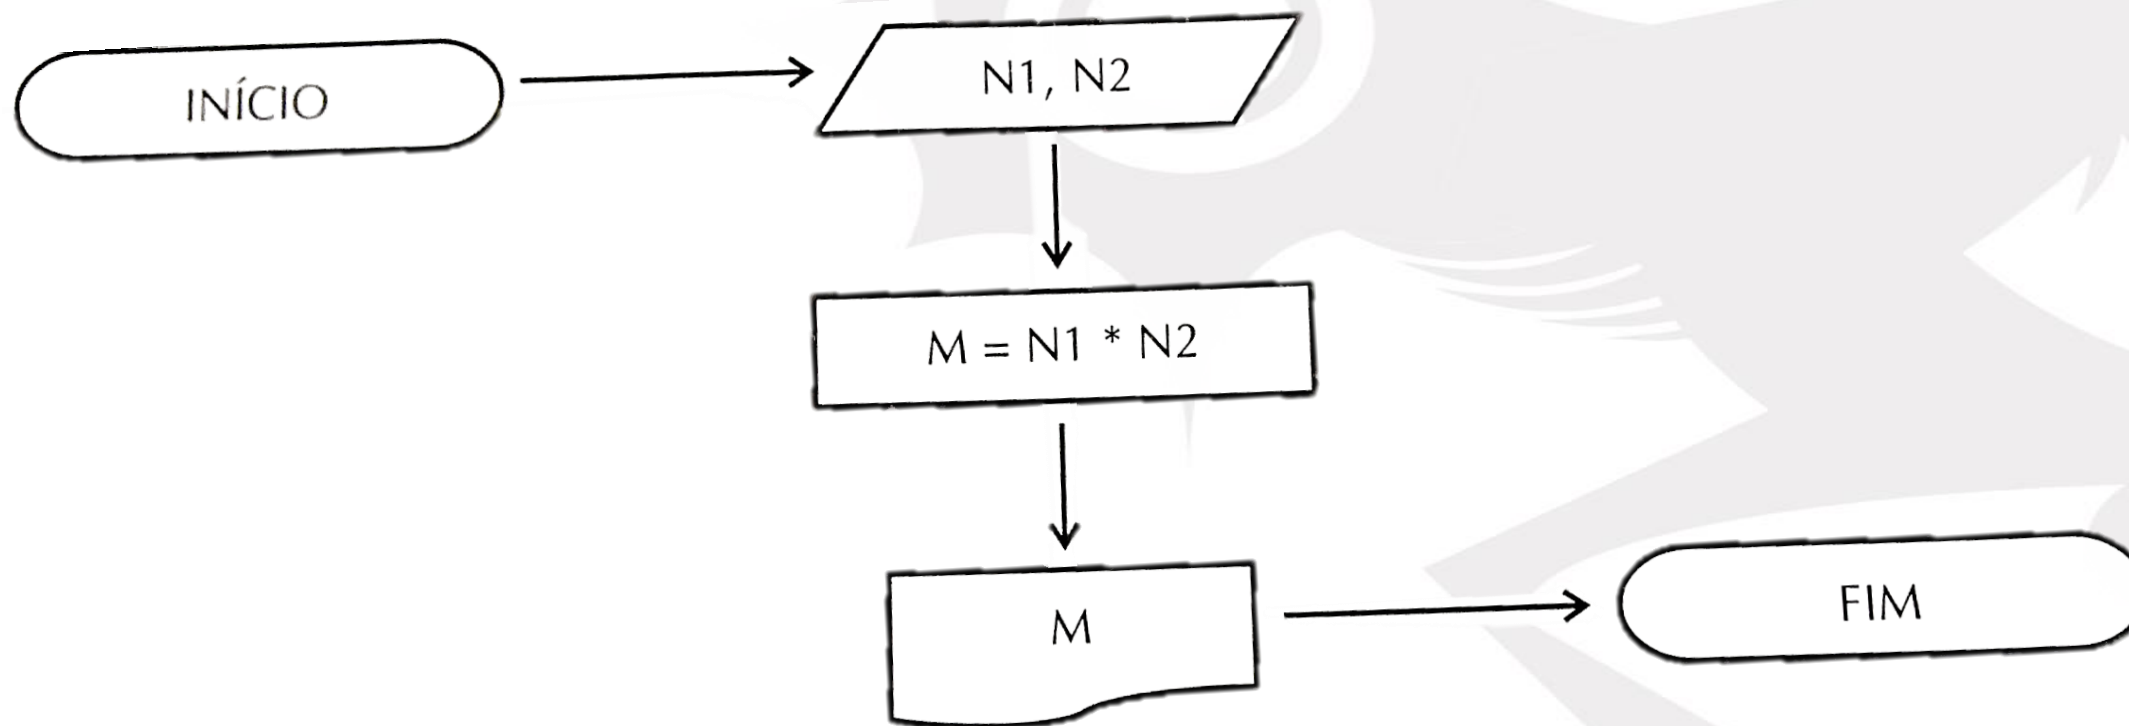 INÍCIO
N1, N2
M = N1 * N2
M
FIM